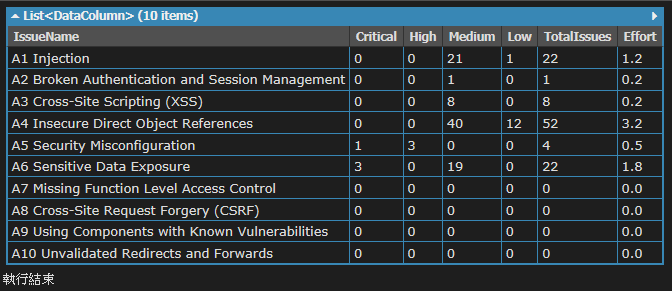 List<DataColumn> (10 items)
IssueName Critical High Medium Low TotalIssues Effort
A1 Injection 0 0 21 1 22 1.2
A2 Broken Authentication and Session Management 0 0 1 0 1 0.2
A3 Cross-Site Scripting (XSS) 0 0 8 0 8 0.2
A4 Insecure Direct Object References 0 0 40 12 52 3.2
A5 Security Misconfiguration 1 3 0 0 4 0.5
A6 Sensitive Data Exposure 3 0 19 0 22 1.8
A7 Missing Function Level Access Control 0 0 0 0 0 0.0
A8 Cross-Site Request Forgery (CSRF) 0 0 0 0 0 0.0
A9 Using Components with Known Vulnerabilities 0 0 0 0 0 0.0
A10 Unvalidated Redirects and Forwards 0 0 0 0 0 0.0
執行結束